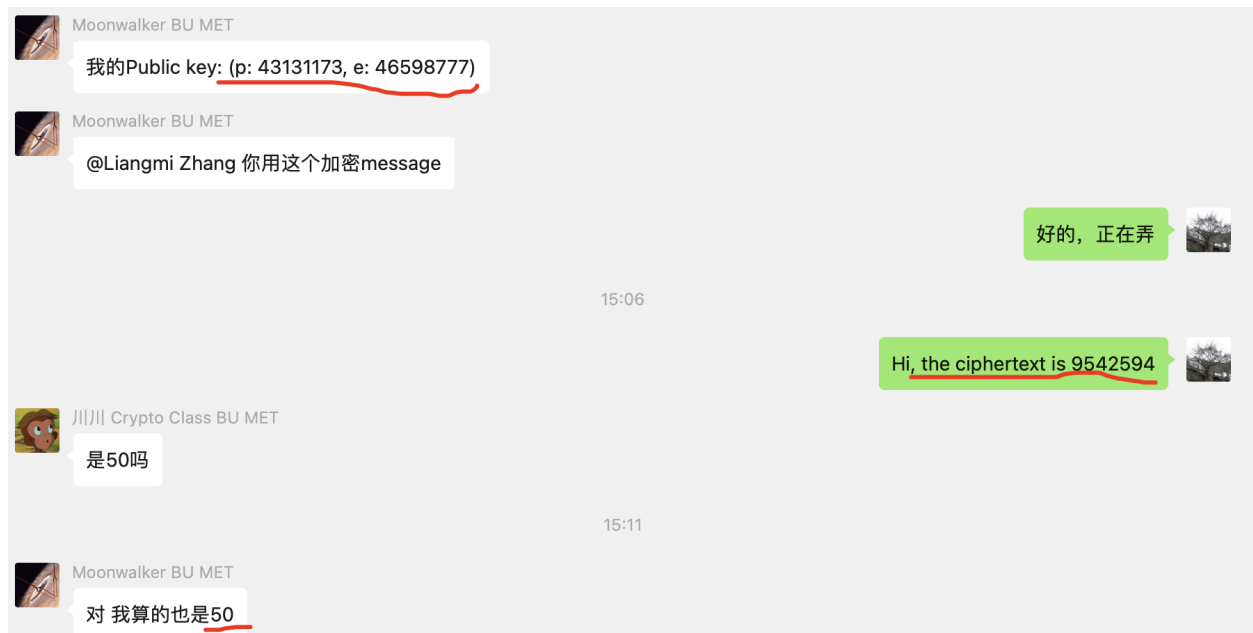 Moonwalker BU MET
我的Public key: (p: 43131173, e: 46598777)
Moonwalker BU MET
@Liangmi Zhang 你用这个加密message
好的，正在弄
15:06
Hi, the ciphertext is 9542594
川川 Crypto Class BU MET
是50吗
15:11
Moonwalker BU MET
对 我算的也是50